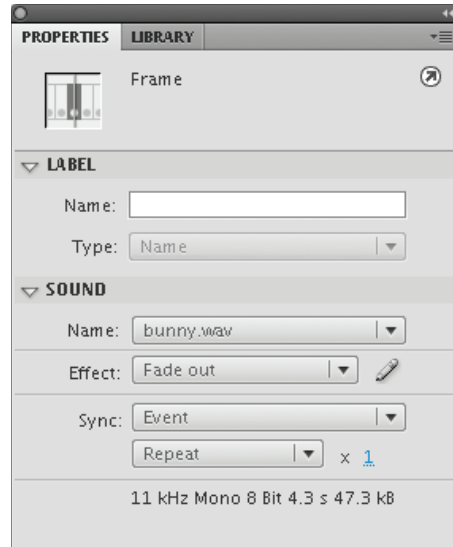 PROPERTIES LIBRARY
Frame
LABEL
Name:
Type: Name
SOUND
Name: bunny.wav
Effect: Fade out
Sync: Event
Repeat x 1
11 kHz Mono 8 Bit 4.3 s 47.3 kB